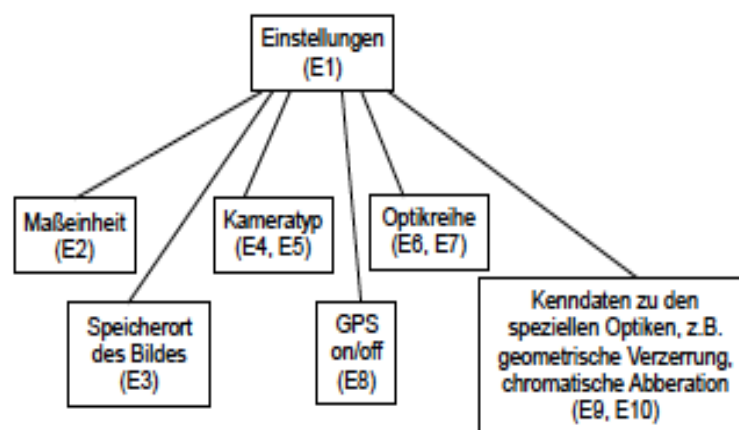 Einstellungen
(E1)
Maßeinheit
(E2)
Kameratyp
(E4, E5)
Optikreihe
(E6, E7)
Speicherort
des Bildes
(E3)
GPS
on/off
(E8)
Kenndaten zu den
speziellen Optiken, z.B.
geometrische Verzerrung,
chromatische Abberation
(E9, E10)